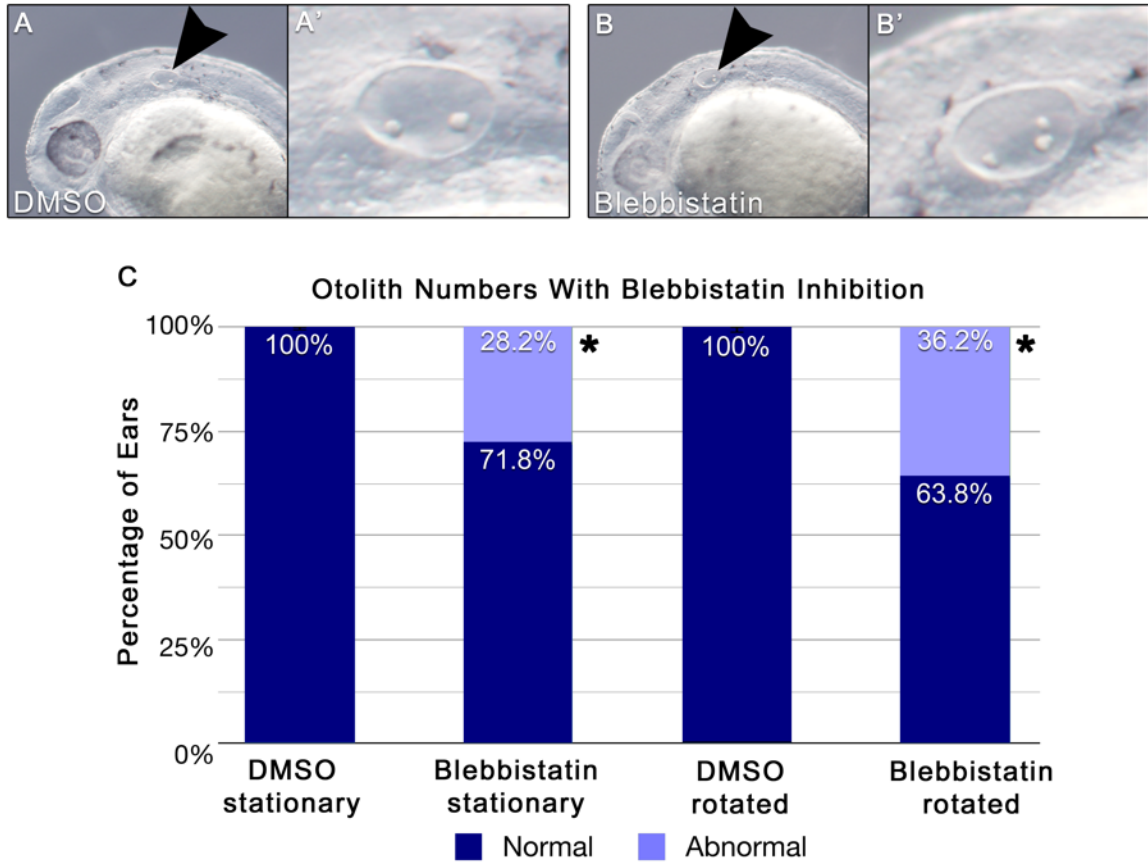 A
A'
B
B'
DMSO
Blebbistatin
C
Otolith Numbers With Blebbistatin Inhibition
Percentage of Ears
100%
75%
50%
25%
0%
100%
28.2% *
71.8%
100%
36.2% *
63.8%
DMSO
stationary
Blebbistatin
stationary
DMSO
rotated
Blebbistatin
rotated
Normal
Abnormal